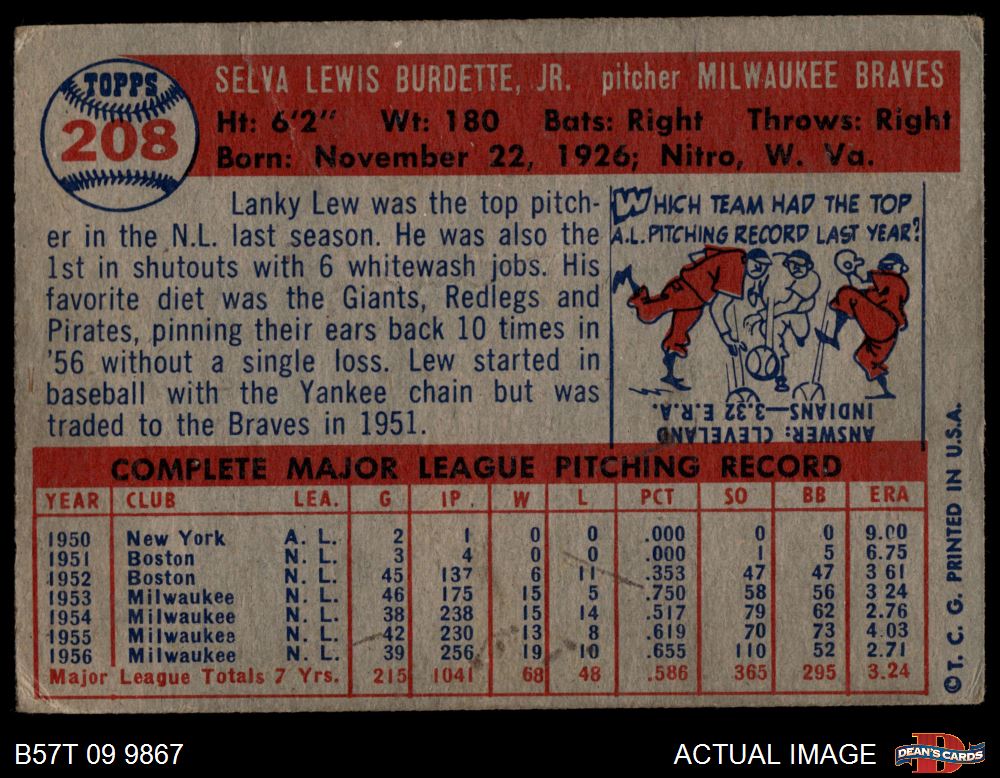 TOPPS
208
SELVA LEWIS BURDETTE, JR. pitcher MILWAUKEE BRAVES
Ht: 6'2" Wt: 180 Bats: Right Throws: Right
Born: November 22, 1926; Nitro, W. Va.
Lanky Lew was the top pitch-
er in the N.L. last season. He was also the
1st in shutouts with 6 whitewash jobs. His
favorite diet was the Giants, Redlegs and
Pirates, pinning their ears back 10 times in
'56 without a single loss. Lew started in
baseball with the Yankee chain but was
traded to the Braves in 1951.
WHICH TEAM HAD THE TOP
A.L. PITCHING RECORD LAST YEAR?
ANSWER: CLEVELAND
INDIANS—3.32 E.R.A.
COMPLETE MAJOR LEAGUE PITCHING RECORD
YEAR CLUB LEA. G IP. W L PCT SO BB ERA
1950 New York A. L. 2 1 0 0 .000 0 0 9.00
1951 Boston N. L. 3 4 0 0 .000 1 5 6.75
1952 Boston N. L. 45 137 6 11 .353 47 47 3 61
1953 Milwaukee N. L. 46 175 15 5 .750 58 56 3 24
1954 Milwaukee N. L. 38 238 15 14 .517 79 62 2.76
1955 Milwaukee N. L. 42 230 13 8 .619 70 73 4.03
1956 Milwaukee N. L. 39 256 19 10 .655 110 52 2.71
Major League Totals 7 Yrs. 215 1041 68 48 .586 365 295 3.24
© T. C. G. PRINTED IN U.S.A.
B57T 09 9867
ACTUAL IMAGE
DEAN'S CARDS